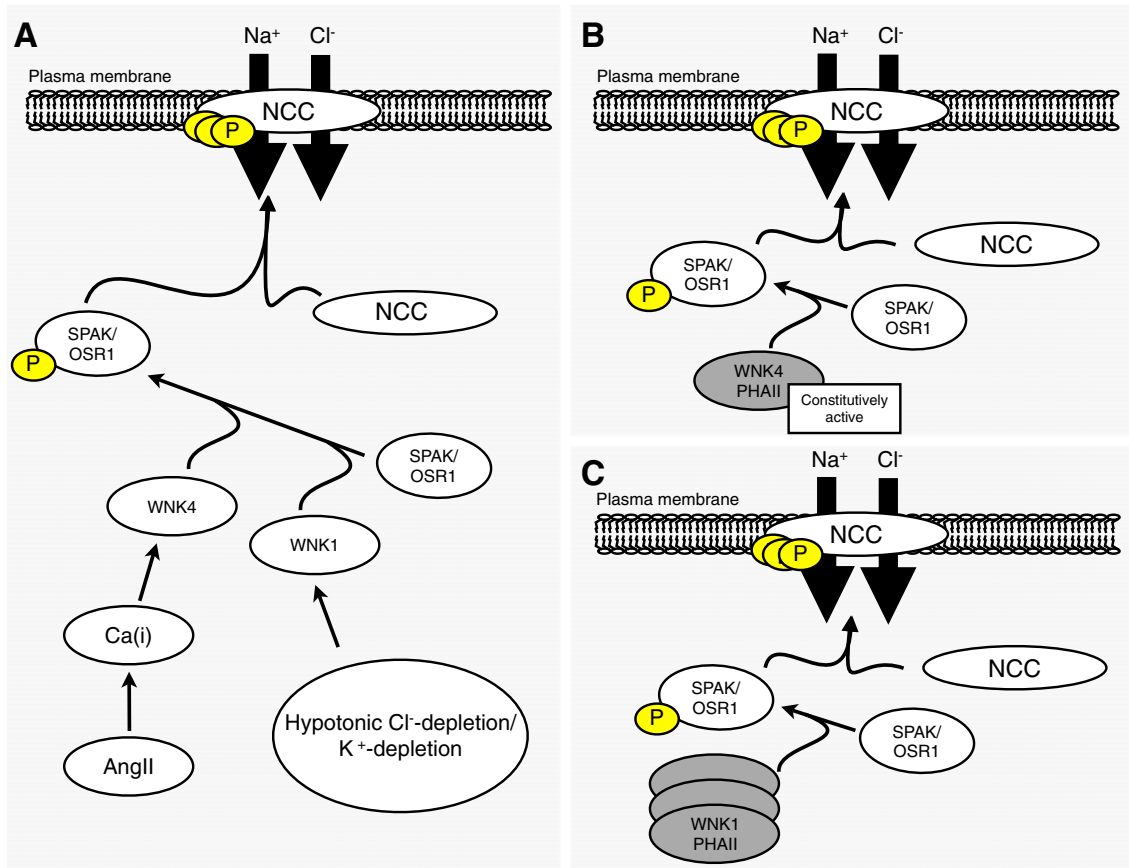 A
Na+ Cl-
Plasma membrane
NCC
P
NCC
SPAK/
OSR1
P
SPAK/
OSR1
WNK4
WNK1
Ca(i)
Hypotonic Cl--depletion/
K+-depletion
AngII
B
Na+ Cl-
Plasma membrane
NCC
P
NCC
SPAK/
OSR1
P
SPAK/
OSR1
WNK4
PHAII
Constitutively
active
C
Na+ Cl-
Plasma membrane
NCC
P
NCC
SPAK/
OSR1
P
SPAK/
OSR1
WNK1
PHAII